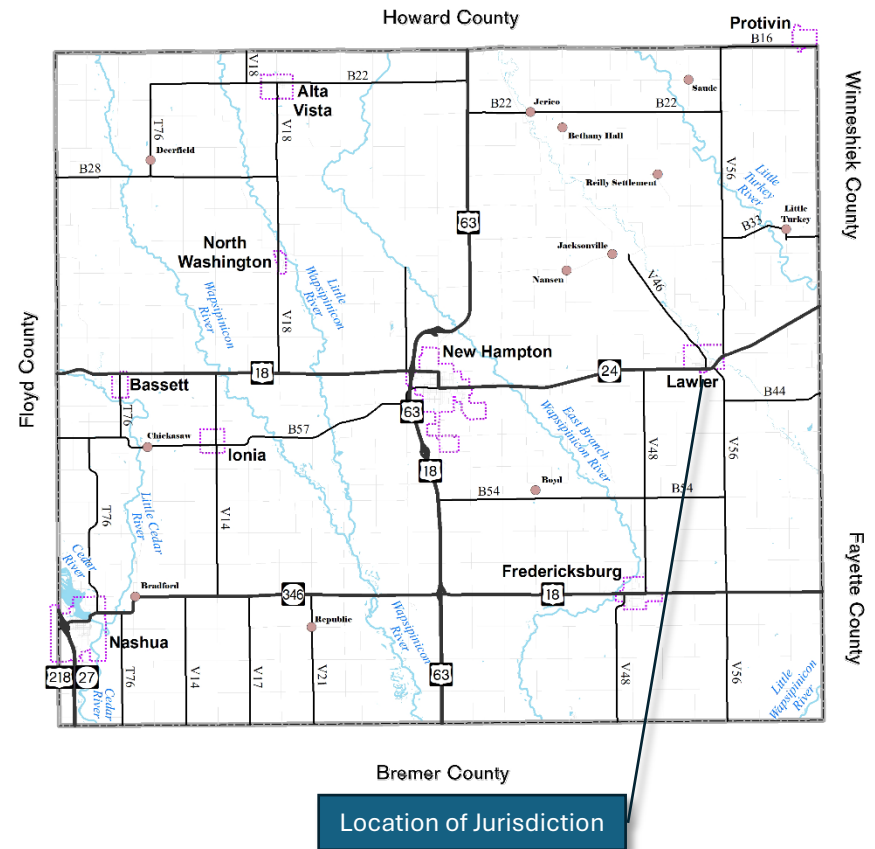 Howard County
Protivin
B16
V18
B22
Alta
Vista
Saude
B22
Jerico
B22
T76
V18
Bethany Hall
Deerfield
B28
Reilly Settlement
V56
Little
Turkey
River
Winneshiek County
63
Little
Turkey
B33
North
Washington
Jacksonville
Nansen
V46
Wapsipinicon
River
Little
Wapsipinicon
River
V18
Floyd County
New Hampton
18
24
Bassett
Lawler
T76
B44
63
B57
Chickasaw
Ionia
East Branch
Wapsipinicon River
V48
V56
18
Boyd
B54
B54
T76
Little Cedar
River
V14
Cedar
River
Fayette County
Fredericksburg
Bradford
346
18
Republic
Wapsipinicon
River
Nashua
218
27
Cedar
River
T76
V14
V17
V21
63
V48
V56
Little
Wapsipinicon
River
Bremer County
Location of Jurisdiction